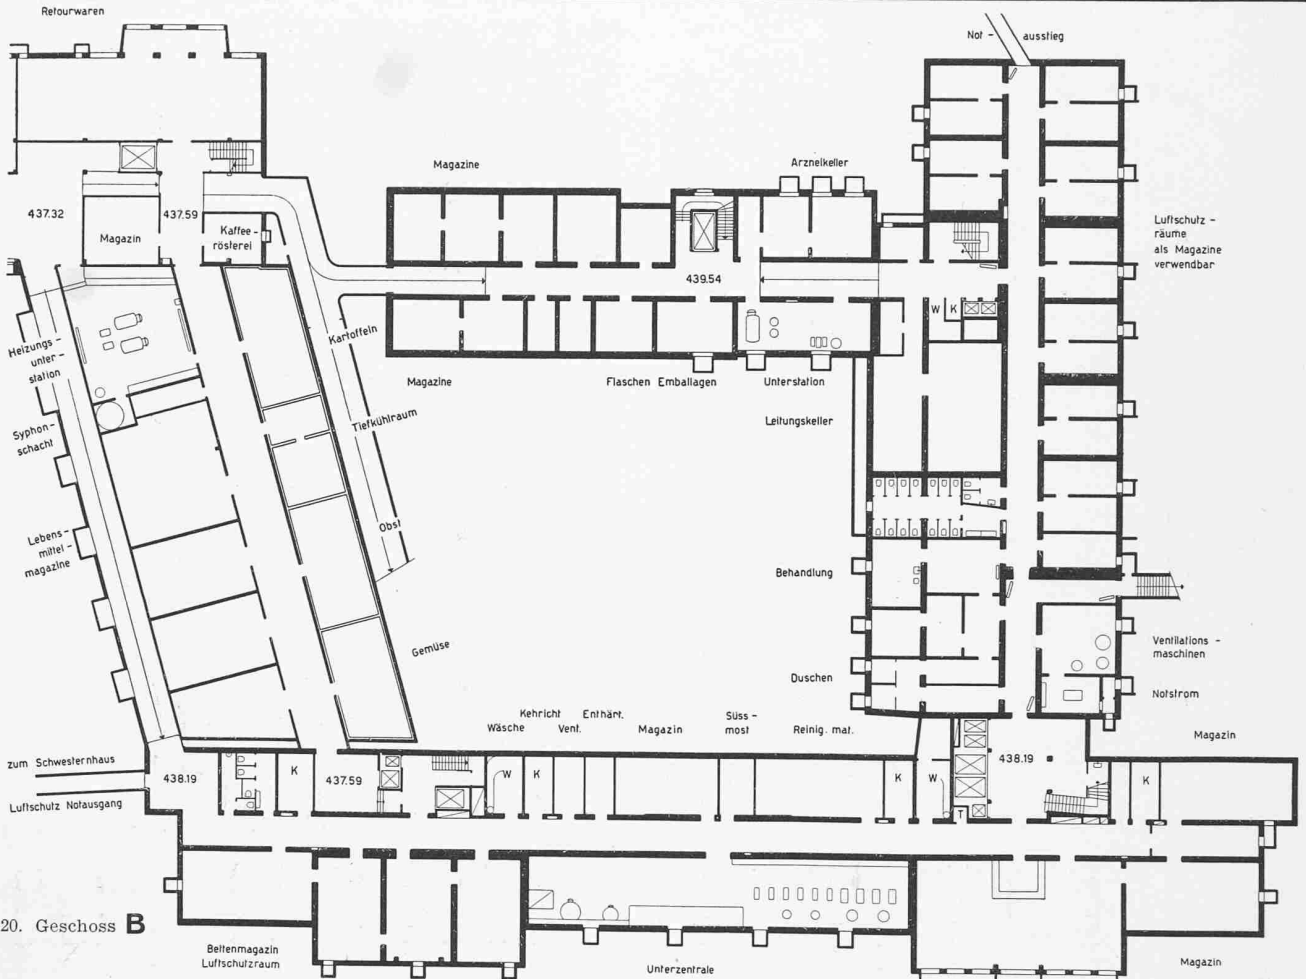 Retourwaren
Not - ausstieg
Magazine
Arzneikeller
437.32
437.59
Magazin
Kaffee -
rösterei
439.54
Luftschutz -
räume
als Magazine
verwendbar
W
K
Heizungs -
unter -
station
Kartoffeln
Magazine
Flaschen
Emballagen
Unterstation
Syphon -
schacht
Tiefkühlraum
Leitungskeller
Obst
Lebens -
mittel -
magazine
Behandlung
Gemüse
Ventilations -
maschinen
Duschen
Notstrom
Wäsche
Kehricht
Vent.
Enthärt.
Magazin
Süss -
most
Reinig. mat.
Magazin
zum Schwesternhaus
438.19
K
437.59
W
K
K
W
438.19
K
Luftschutz Notausgang
T
20. Geschoss B
Bettenmagazin
Luftschutzraum
Unterzentrale
Magazin